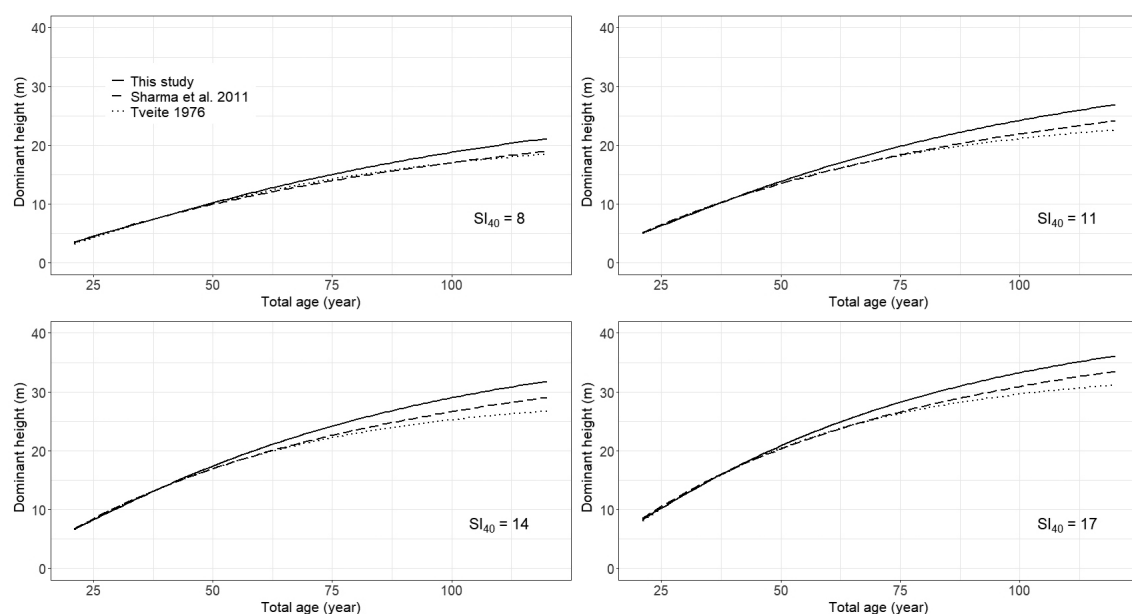 40
30
20
10
0
Dominant height (m)
This study
Sharma et al. 2011
Tveite 1976
SI₄₀ = 8
25 50 75 100
Total age (year)
40
30
20
10
0
Dominant height (m)
SI₄₀ = 11
25 50 75 100
Total age (year)
40
30
20
10
0
Dominant height (m)
SI₄₀ = 14
25 50 75 100
Total age (year)
40
30
20
10
0
Dominant height (m)
SI₄₀ = 17
25 50 75 100
Total age (year)